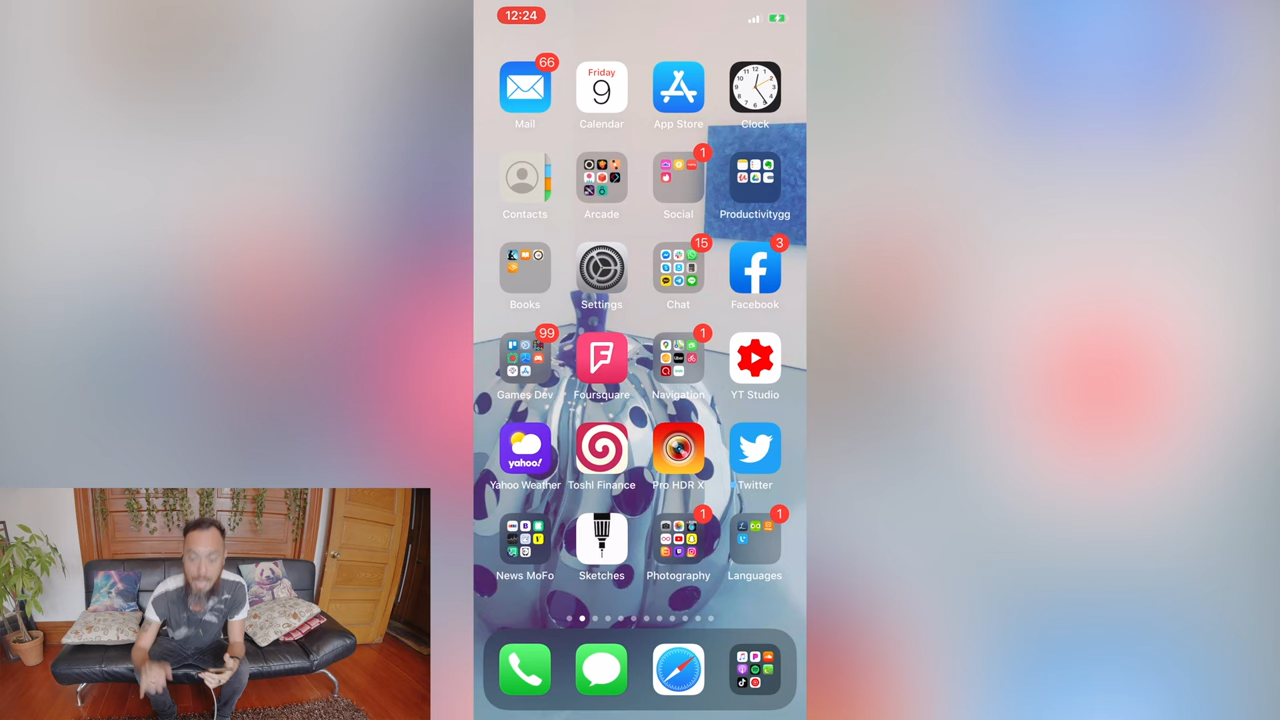 12:24
66
Friday
9
Mail
Calendar
App Store
Clock
1
Contacts
Arcade
Social
Productivitygg
15
3
Books
Settings
Chat
Facebook
99
1
Games Dev
Foursquare
Navigation
YT Studio
yahoo!
Yahoo Weather
Toshl Finance
Pro HDR X
Twitter
1
1
News MoFo
Sketches
Photography
Languages